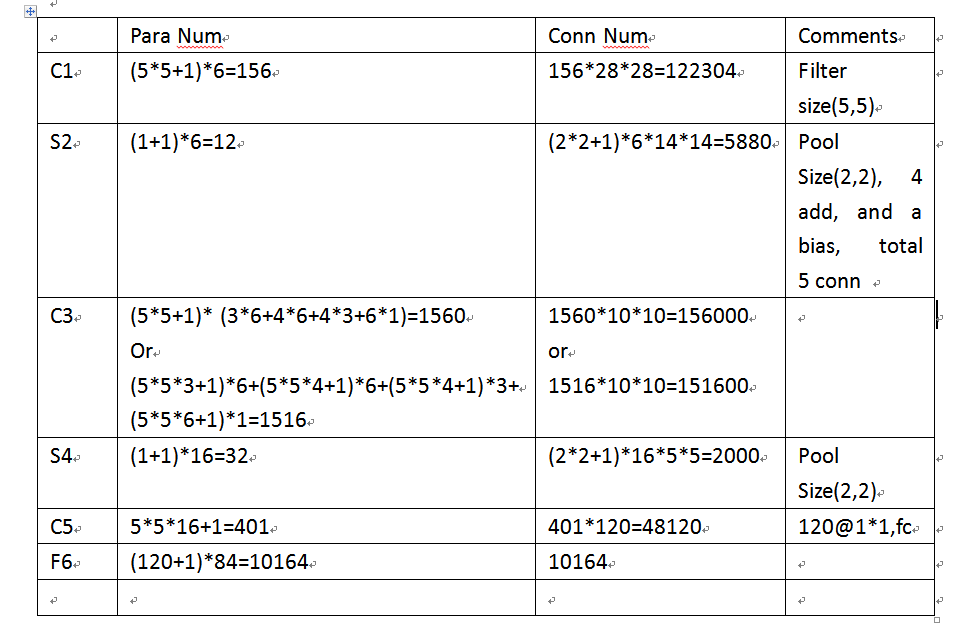 Para Num
Conn Num
Comments
C1
(5*5+1)*6=156
156*28*28=122304
Filter
size(5,5)
S2
(1+1)*6=12
(2*2+1)*6*14*14=5880
Pool
Size(2,2), 4
add, and a
bias, total
5 conn
C3
(5*5+1)* (3*6+4*6+4*3+6*1)=1560
Or
(5*5*3+1)*6+(5*5*4+1)*6+(5*5*4+1)*3+
(5*5*6+1)*1=1516
1560*10*10=156000
or
1516*10*10=151600
S4
(1+1)*16=32
(2*2+1)*16*5*5=2000
Pool
Size(2,2)
C5
5*5*16+1=401
401*120=48120
120@1*1,fc
F6
(120+1)*84=10164
10164